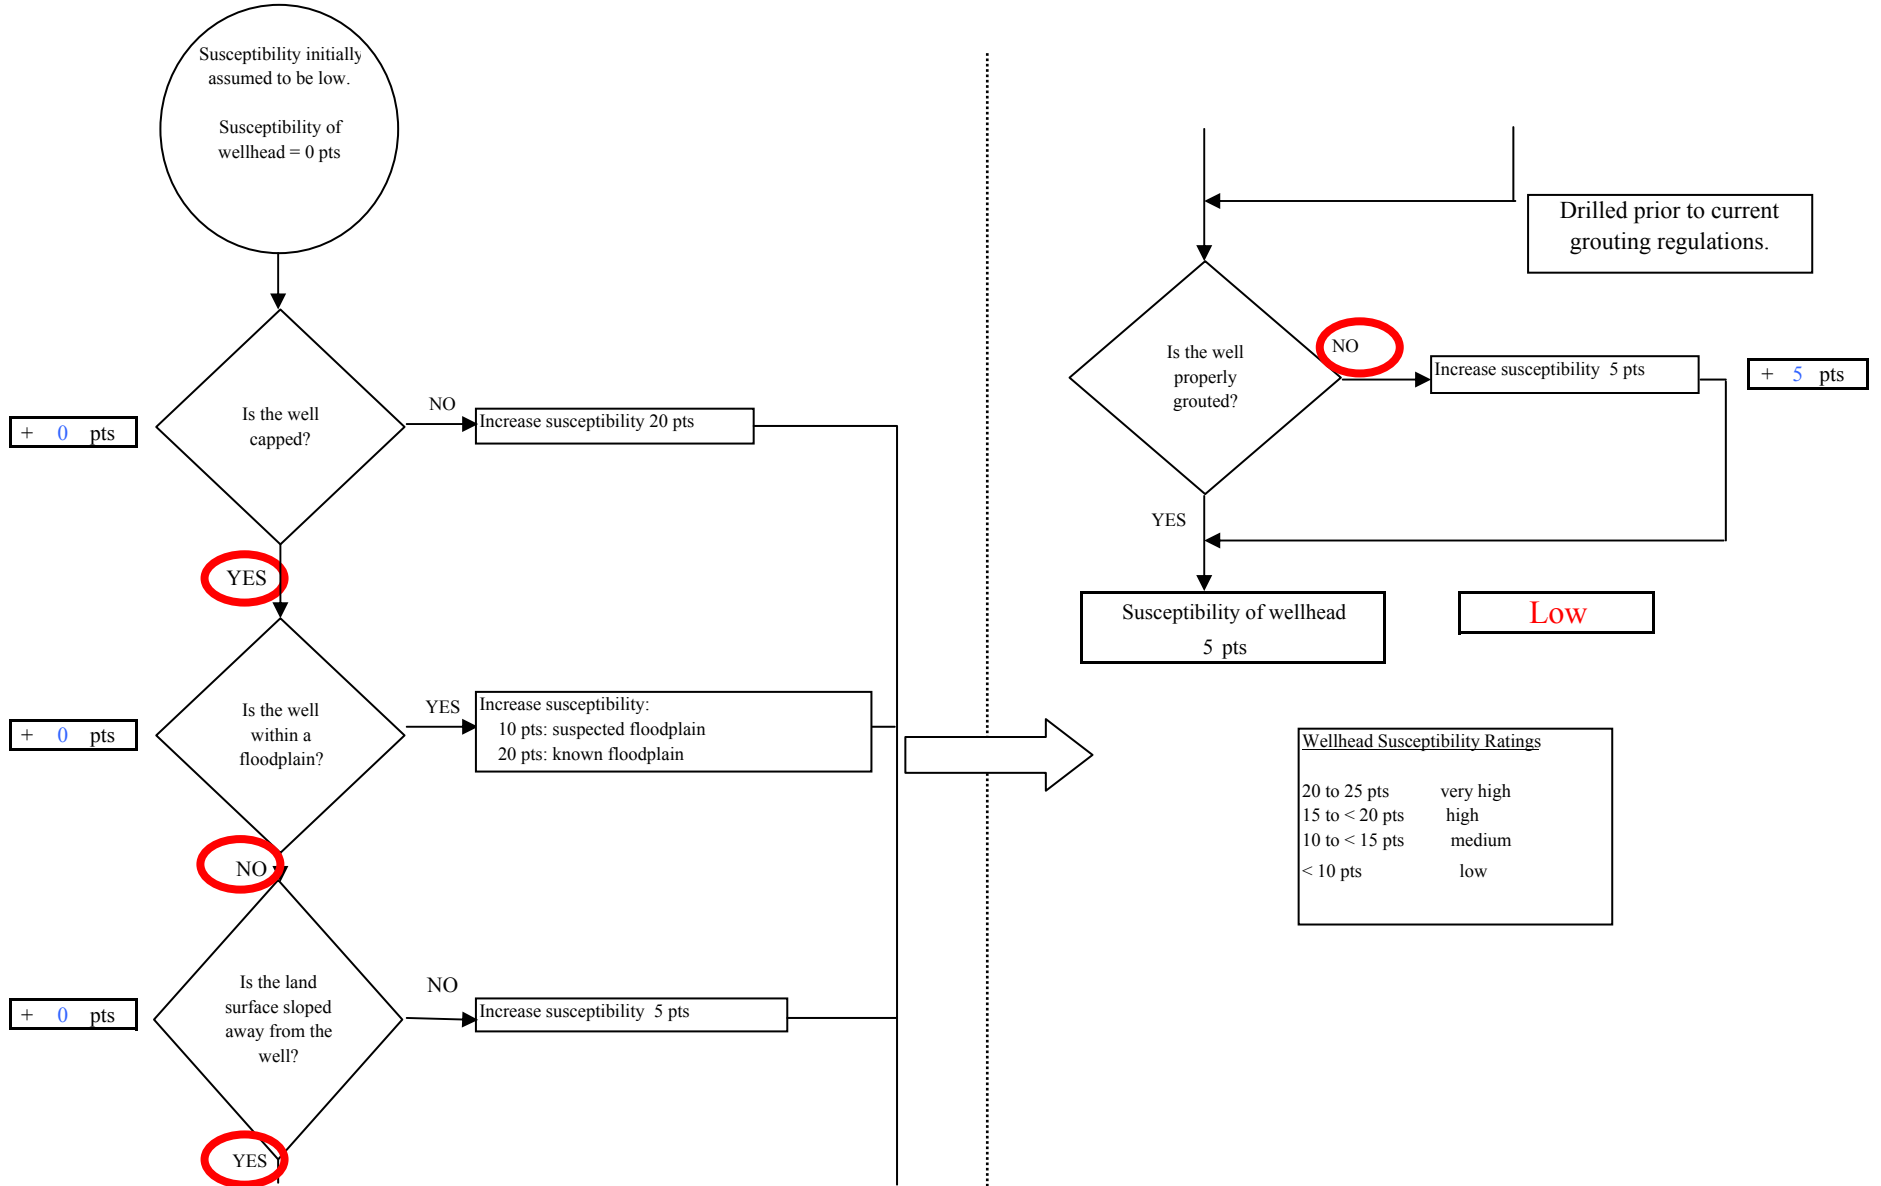 Susceptibility initially
assumed to be low.
Susceptibility of
wellhead = 0 pts
Is the well
capped?
NO
Increase susceptibility 20 pts
+ 0 pts
YES
Is the well
within a
floodplain?
YES
Increase susceptibility:
10 pts: suspected floodplain
20 pts: known floodplain
+ 0 pts
NO
Is the land
surface sloped
away from the
well?
NO
Increase susceptibility 5 pts
+ 0 pts
YES
Drilled prior to current
grouting regulations.
Is the well
properly
grouted?
NO
Increase susceptibility 5 pts
+ 5 pts
YES
Susceptibility of wellhead
5 pts
Low
Wellhead Susceptibility Ratings
20 to 25 pts very high
15 to < 20 pts high
10 to < 15 pts medium
< 10 pts low